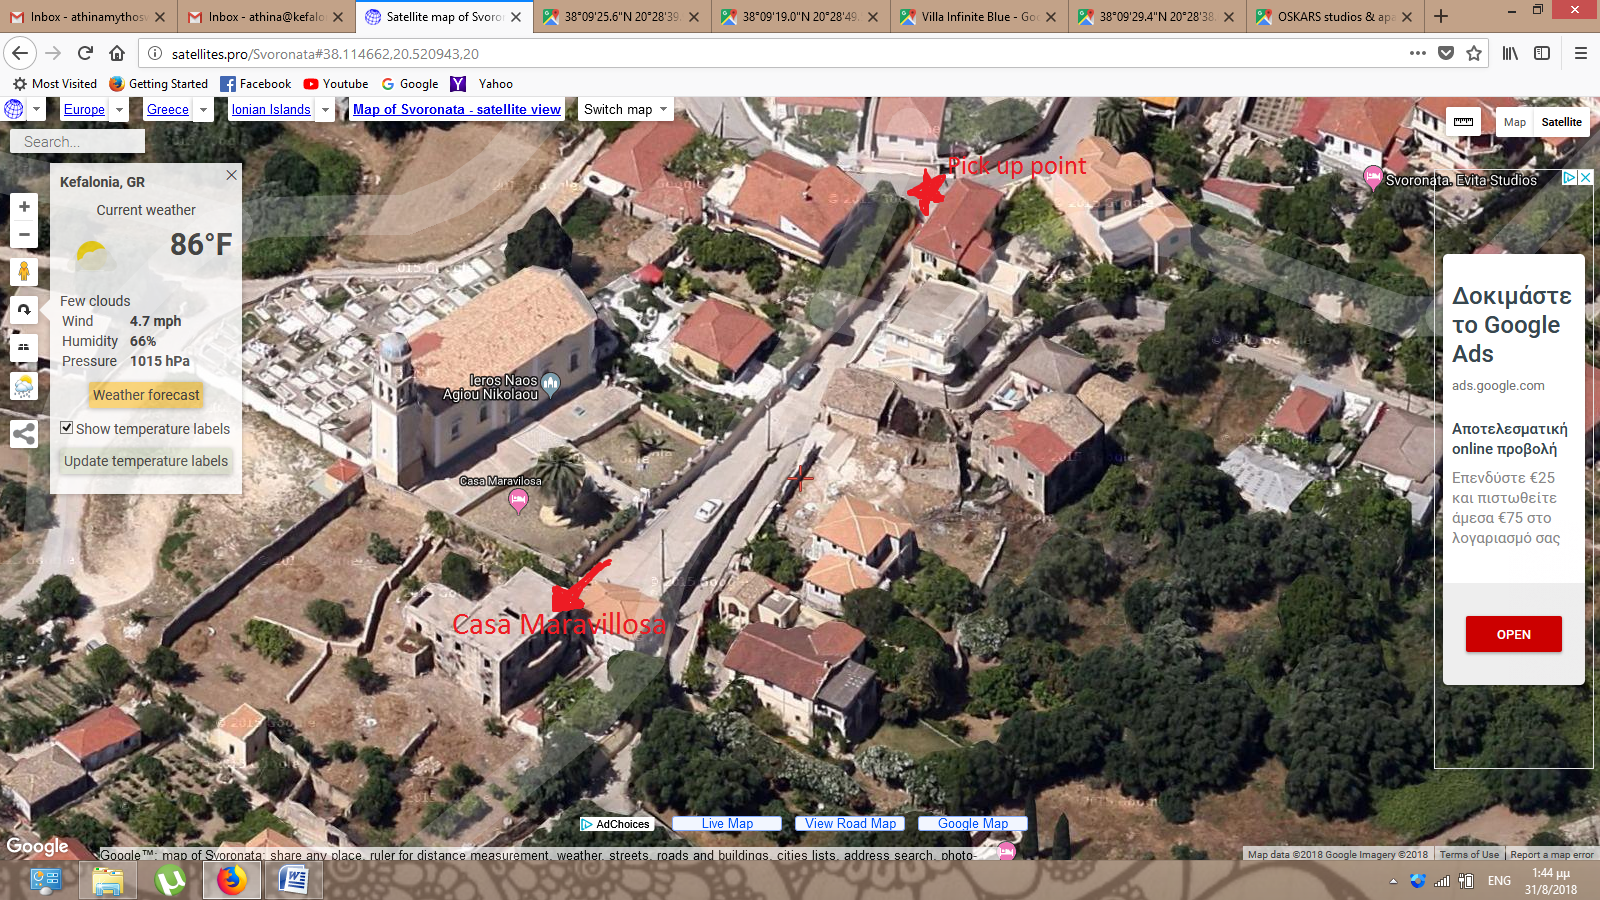 Inbox - athinamythos
Inbox - athina@kefalo
Satellite map of Svoron
38°09'25.6"N 20°28'39.
38°09'19.0"N 20°28'49.
Villa Infinite Blue - Goo
38°09'29.4"N 20°28'38.
OSKARS studios & apa
satellites.pro/Svoronata#38.114662,20.520943,20
Most Visited
Getting Started
Facebook
Youtube
Google
Yahoo
Europe
Greece
Ionian Islands
Map of Svoronata - satellite view
Switch map
Map
Satellite
Search...
Kefalonia, GR
Current weather
86°F
Few clouds
Wind 4.7 mph
Humidity 66%
Pressure 1015 hPa
Weather forecast
Show temperature labels
Update temperature labels
Pick up point
Svoronata. Evita Studios
Ieros Naos
Agiou Nikolaou
Casa Maravilosa
Casa Maravillosa
Δοκιμάστε
το Google
Ads
ads.google.com
Αποτελεσματική
online προβολή
Επενδύστε €25
και πιστωθείτε
άμεσα €75 στο
λογαριασμό σας
OPEN
AdChoices
Live Map
View Road Map
Google Map
Google
Google™: map of Svoronata: share any place, ruler for distance measurement, weather, streets, roads and buildings, cities lists, address search, photo-
Map data ©2018 Google Imagery ©2018
Terms of Use
Report a map error
ENG
1:44 μμ
31/8/2018